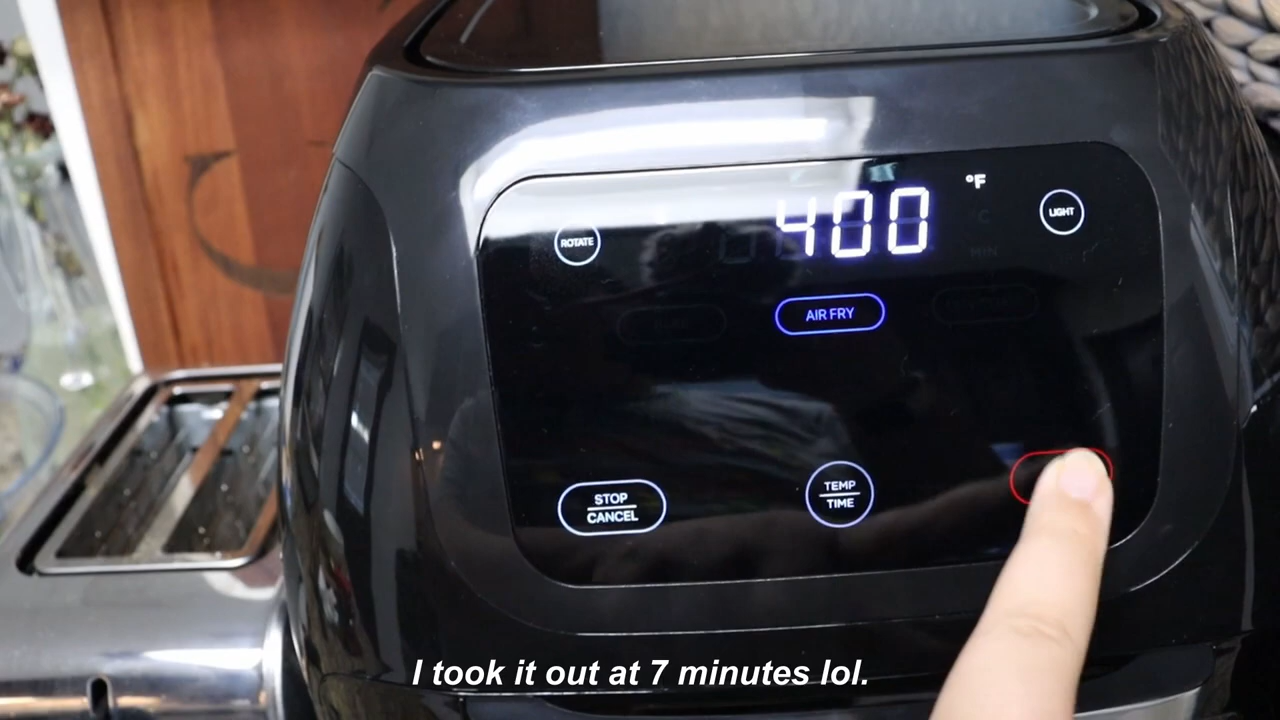 °F
400
LIGHT
ROTATE
AIR FRY
STOP
CANCEL
TEMP
TIME
I took it out at 7 minutes lol.